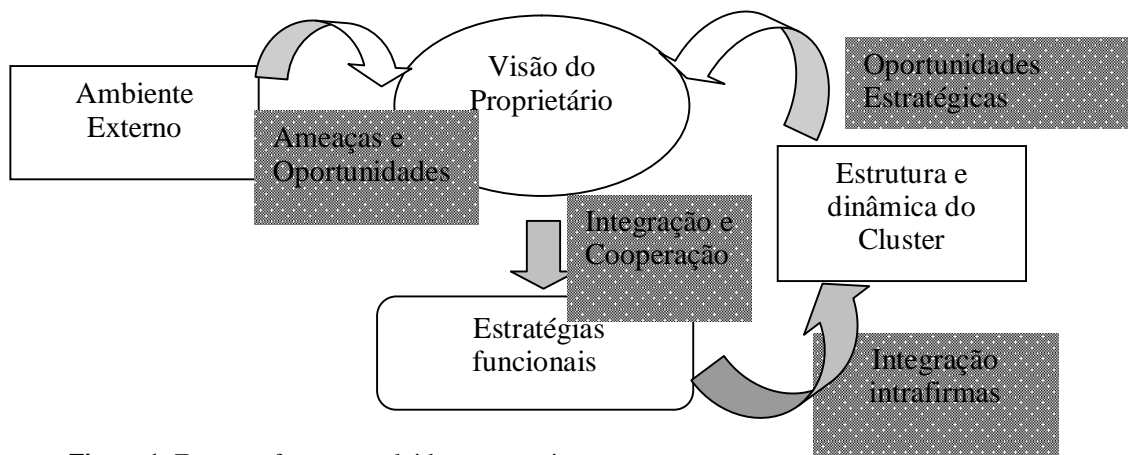 Ambiente
Externo
Ameaças e
Oportunidades
Visão do
Proprietário
Oportunidades
Estratégicas
Estrutura e
dinâmica do
Cluster
Integração e
Cooperação
Estratégias
funcionais
Integração
intrafirmas